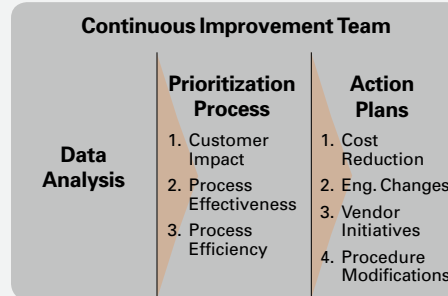 Continuous Improvement Team
Data
Analysis
Prioritization
Process
1. Customer
Impact
2. Process
Effectiveness
3. Process
Efficiency
Action
Plans
1. Cost
Reduction
2. Eng. Changes
3. Vendor
Initiatives
4. Procedure
Modifications